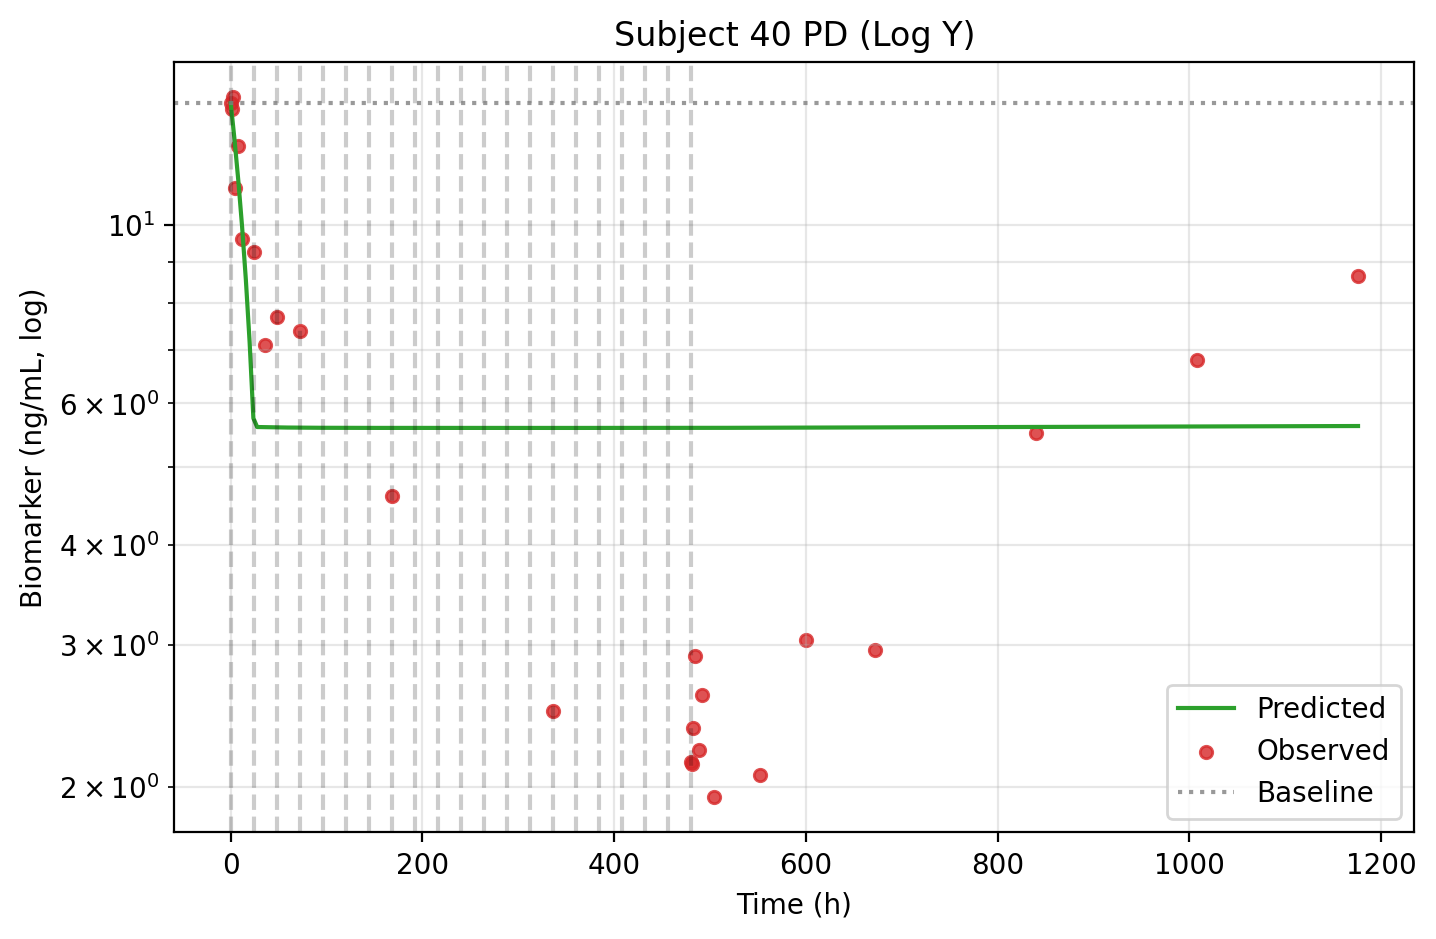 Subject 40 PD (Log Y)
Biomarker (ng/mL, log)
10¹
6 × 10⁰
4 × 10⁰
3 × 10⁰
2 × 10⁰
Predicted
Observed
Baseline
0 200 400 600 800 1000 1200
Time (h)